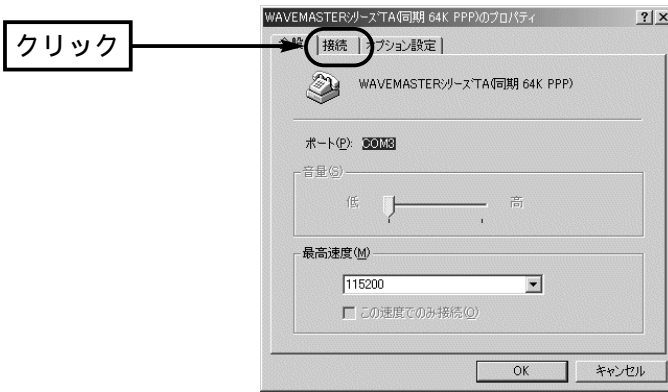 WAVEMASTERシリーズTA(同期 64K PPP)のプロパティ
クリック
接続
オプション設定
WAVEMASTERシリーズTA(同期 64K PPP)
ポート(P): COM3
音量(S)
低 高
最高速度(M)
115200
この速度でのみ接続(O)
OK キャンセル